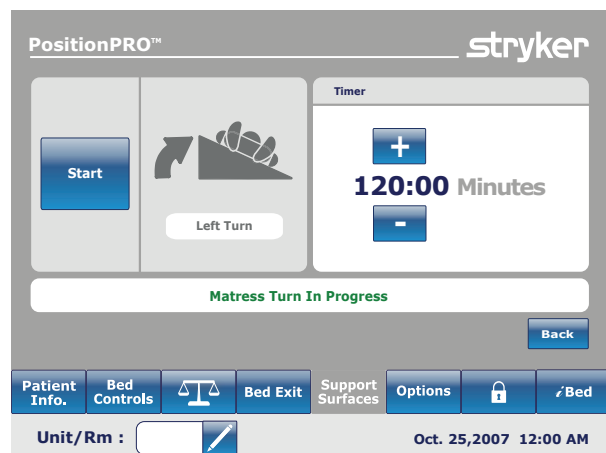 PositionPRO™
stryker
Timer
Start
+
120:00 Minutes
-
Left Turn
Matress Turn In Progress
Back
Patient Info.
Bed Controls
Bed Exit
Support Surfaces
Options
iBed
Unit/Rm :
Oct. 25,2007 12:00 AM